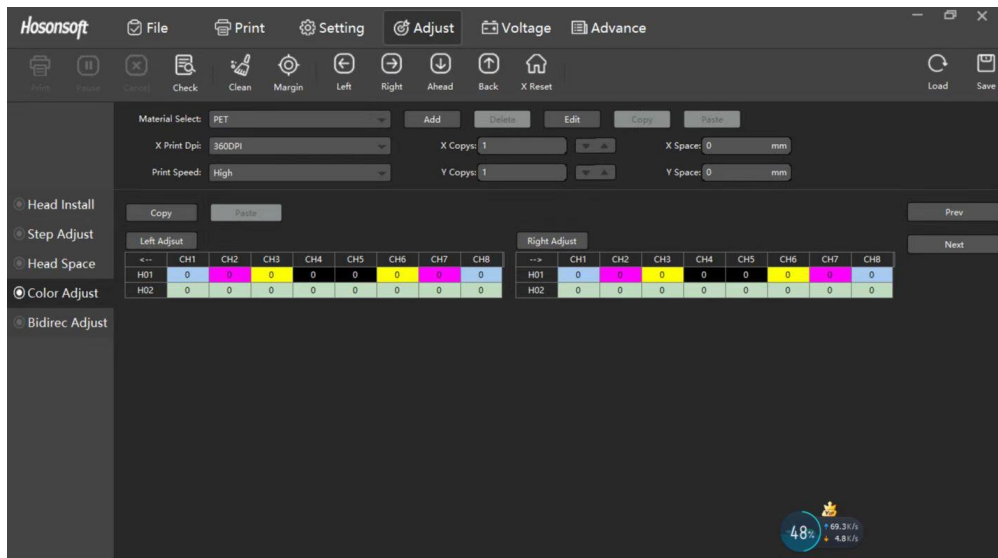 Hosonsoft File Print Setting Adjust Voltage Advance
Print Pause Cancel Check Clean Margin Left Right Ahead Back X Reset Load Save
Material Select: PET Add Delete Edit Copy Paste
X Print Dpi: 360DPI X Copys: 1 X Space: 0 mm
Print Speed: High Y Copys: 1 Y Space: 0 mm
Head Install
Step Adjust
Head Space
Color Adjust
Bidirec Adjust
Copy Paste Prev
Next
Left Adjsut Right Adjust
<-- CH1 CH2 CH3 CH4 CH5 CH6 CH7 CH8 --> CH1 CH2 CH3 CH4 CH5 CH6 CH7 CH8
H01 0 0 0 0 0 0 0 0 H01 0 0 0 0 0 0 0 0
H02 0 0 0 0 0 0 0 0 H02 0 0 0 0 0 0 0 0
48% 69.3K/s
4.8K/s